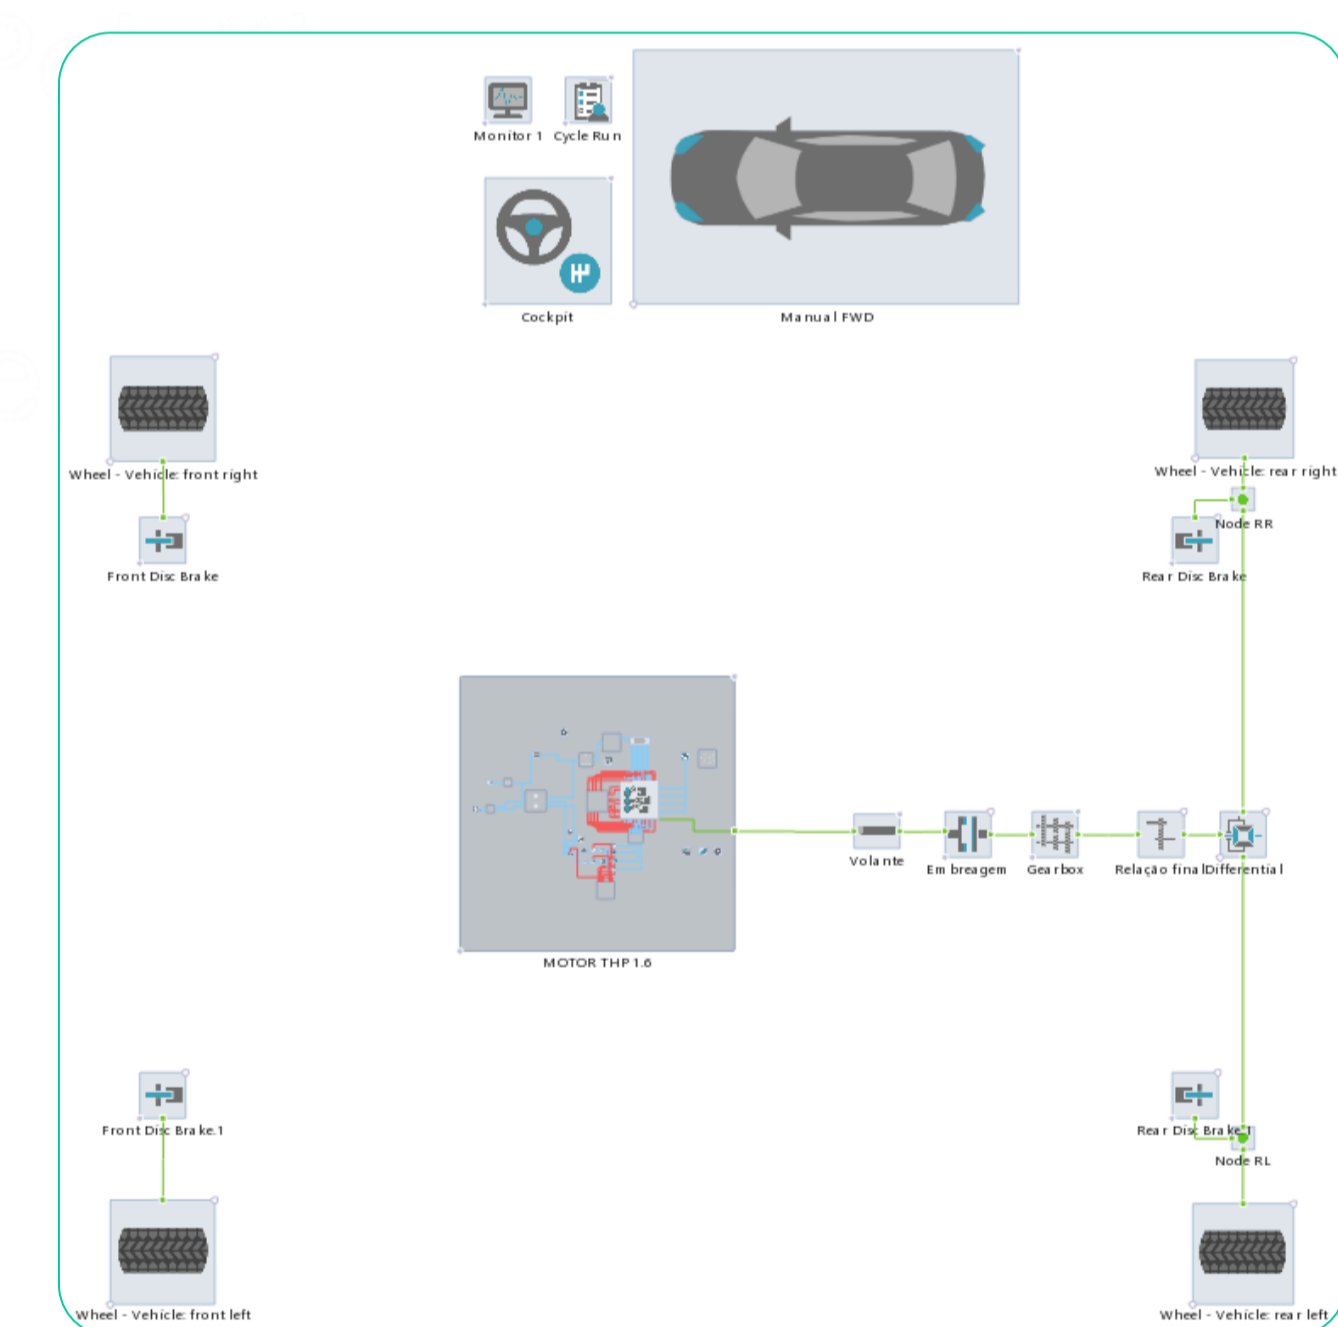 Monitor 1
Cycle Run
Cockpit
Manual FWD
Wheel - Vehicle: front right
Wheel - Vehicle: rear right
Node RR
Front Disc Brake
Rear Disc Brake
Volante
Embreagem
Gearbox
Relação final
Differential
MOTOR THP 1.6
Front Disc Brake.1
Rear Disc Brake.1
Node RL
Wheel - Vehicle: front left
Wheel - Vehicle: rear left